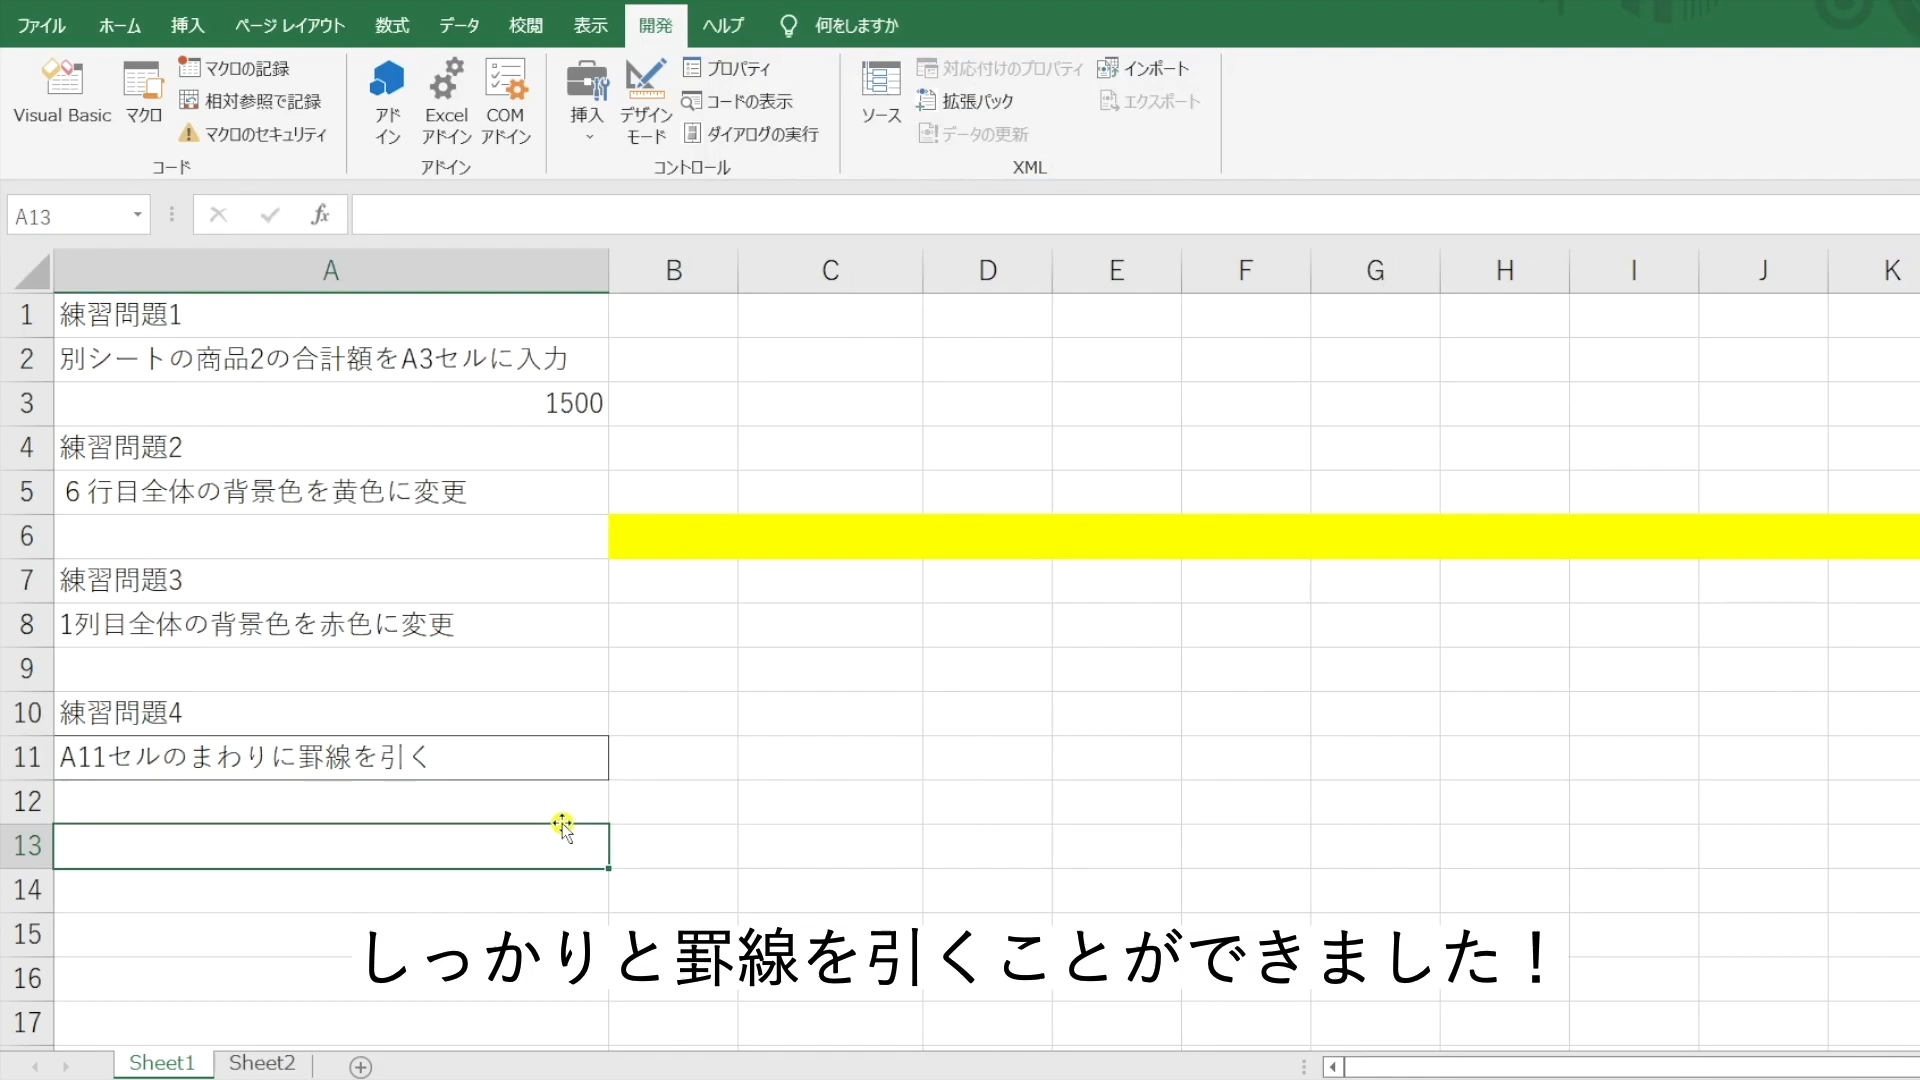 ファイル ホーム 挿入 ページ レイアウト 数式 データ 校閲 表示 開発 ヘルプ 何をしますか
Visual Basic マクロ マクロの記録 相対参照で記録 マクロのセキュリティ
コード
アドイン Excel アドイン COM アドイン
アドイン
挿入 デザイン モード プロパティ コードの表示 ダイアログの実行
コントロール
ソース 対応付けのプロパティ 拡張パック データの更新 インポート エクスポート
XML
A13 fx
A B C D E F G H I J K
1 練習問題1
2 別シートの商品2の合計額をA3セルに入力
3 1500
4 練習問題2
5 ６行目全体の背景色を黄色に変更
6
7 練習問題3
8 1列目全体の背景色を赤色に変更
9
10 練習問題4
11 A11セルのまわりに罫線を引く
12
13
14
15
16
17
しっかりと罫線を引くことができました！
Sheet1 Sheet2